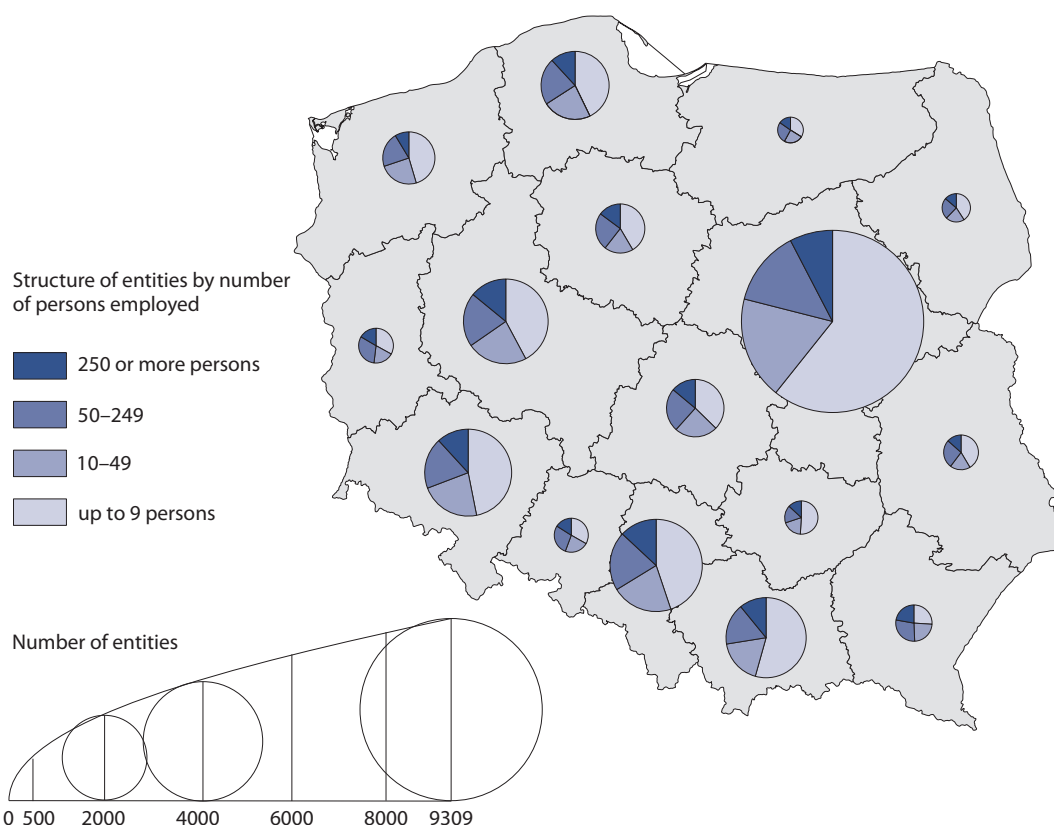 Structure of entities by number
of persons employed
250 or more persons
50–249
10–49
up to 9 persons
Number of entities
0 500 2000 4000 6000 8000 9309